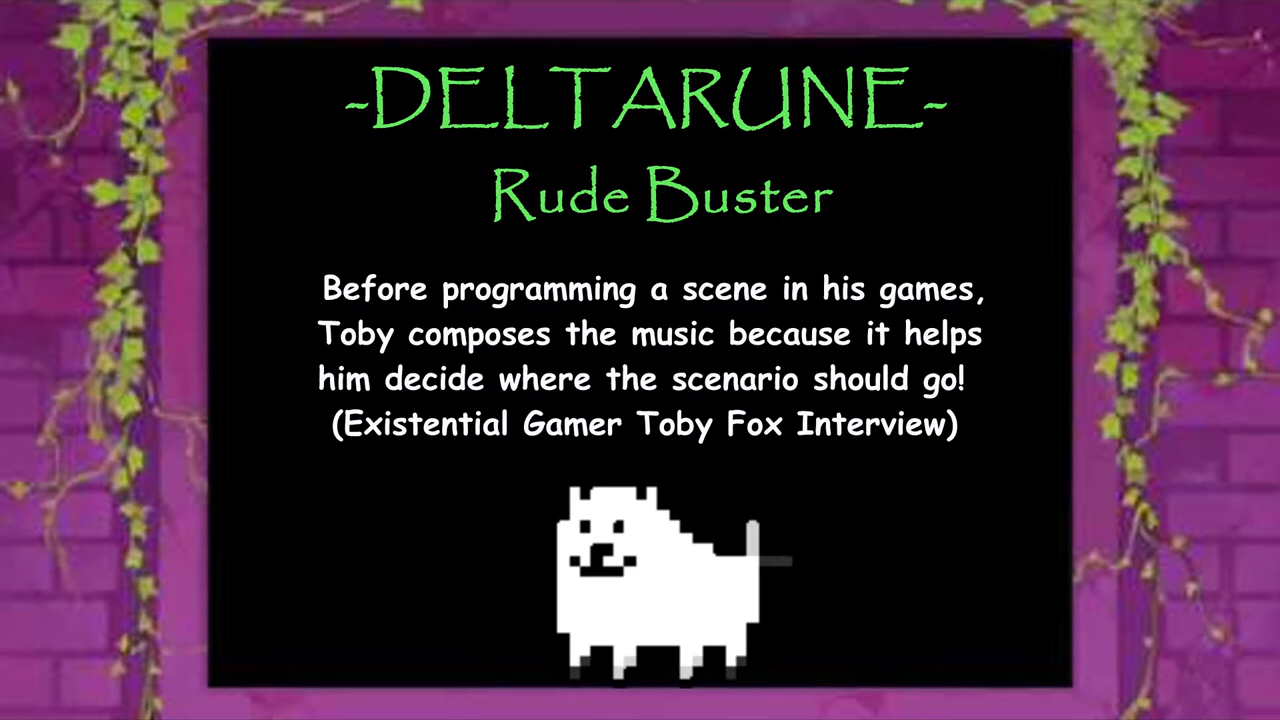 -DELTARUNE-
Rude Buster
Before programming a scene in his games,
Toby composes the music because it helps
him decide where the scenario should go!
(Existential Gamer Toby Fox Interview)